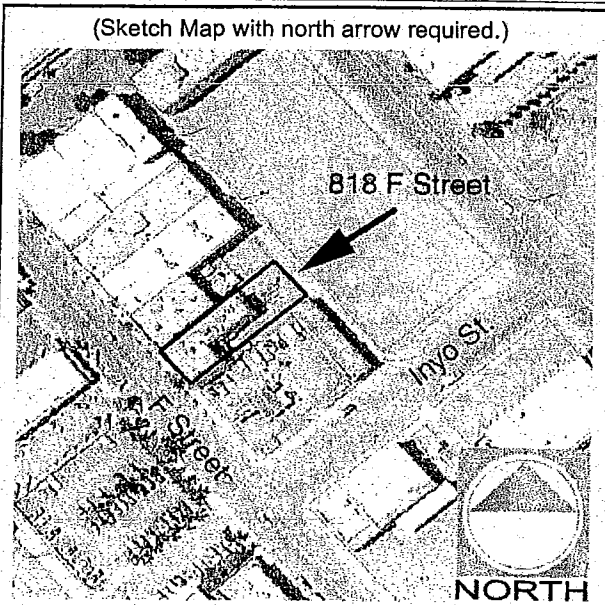 (Sketch Map with north arrow required.)
818 F Street
Inyo St.
F Street
NORTH